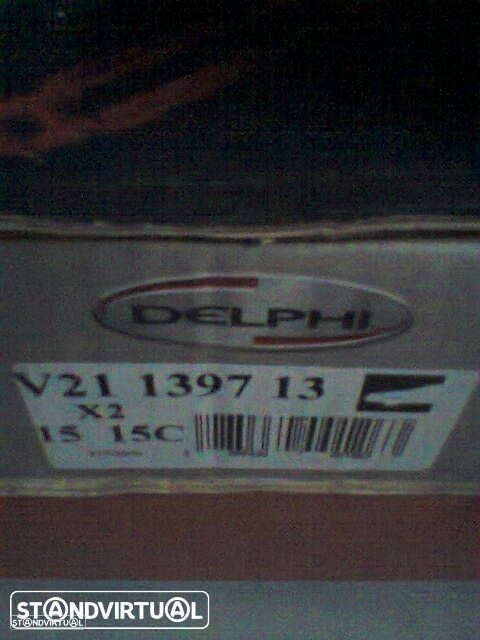 DELPHI
V21 1397 13
X2
15 15C
STANDVIRTUAL
STANDVIRTUAL